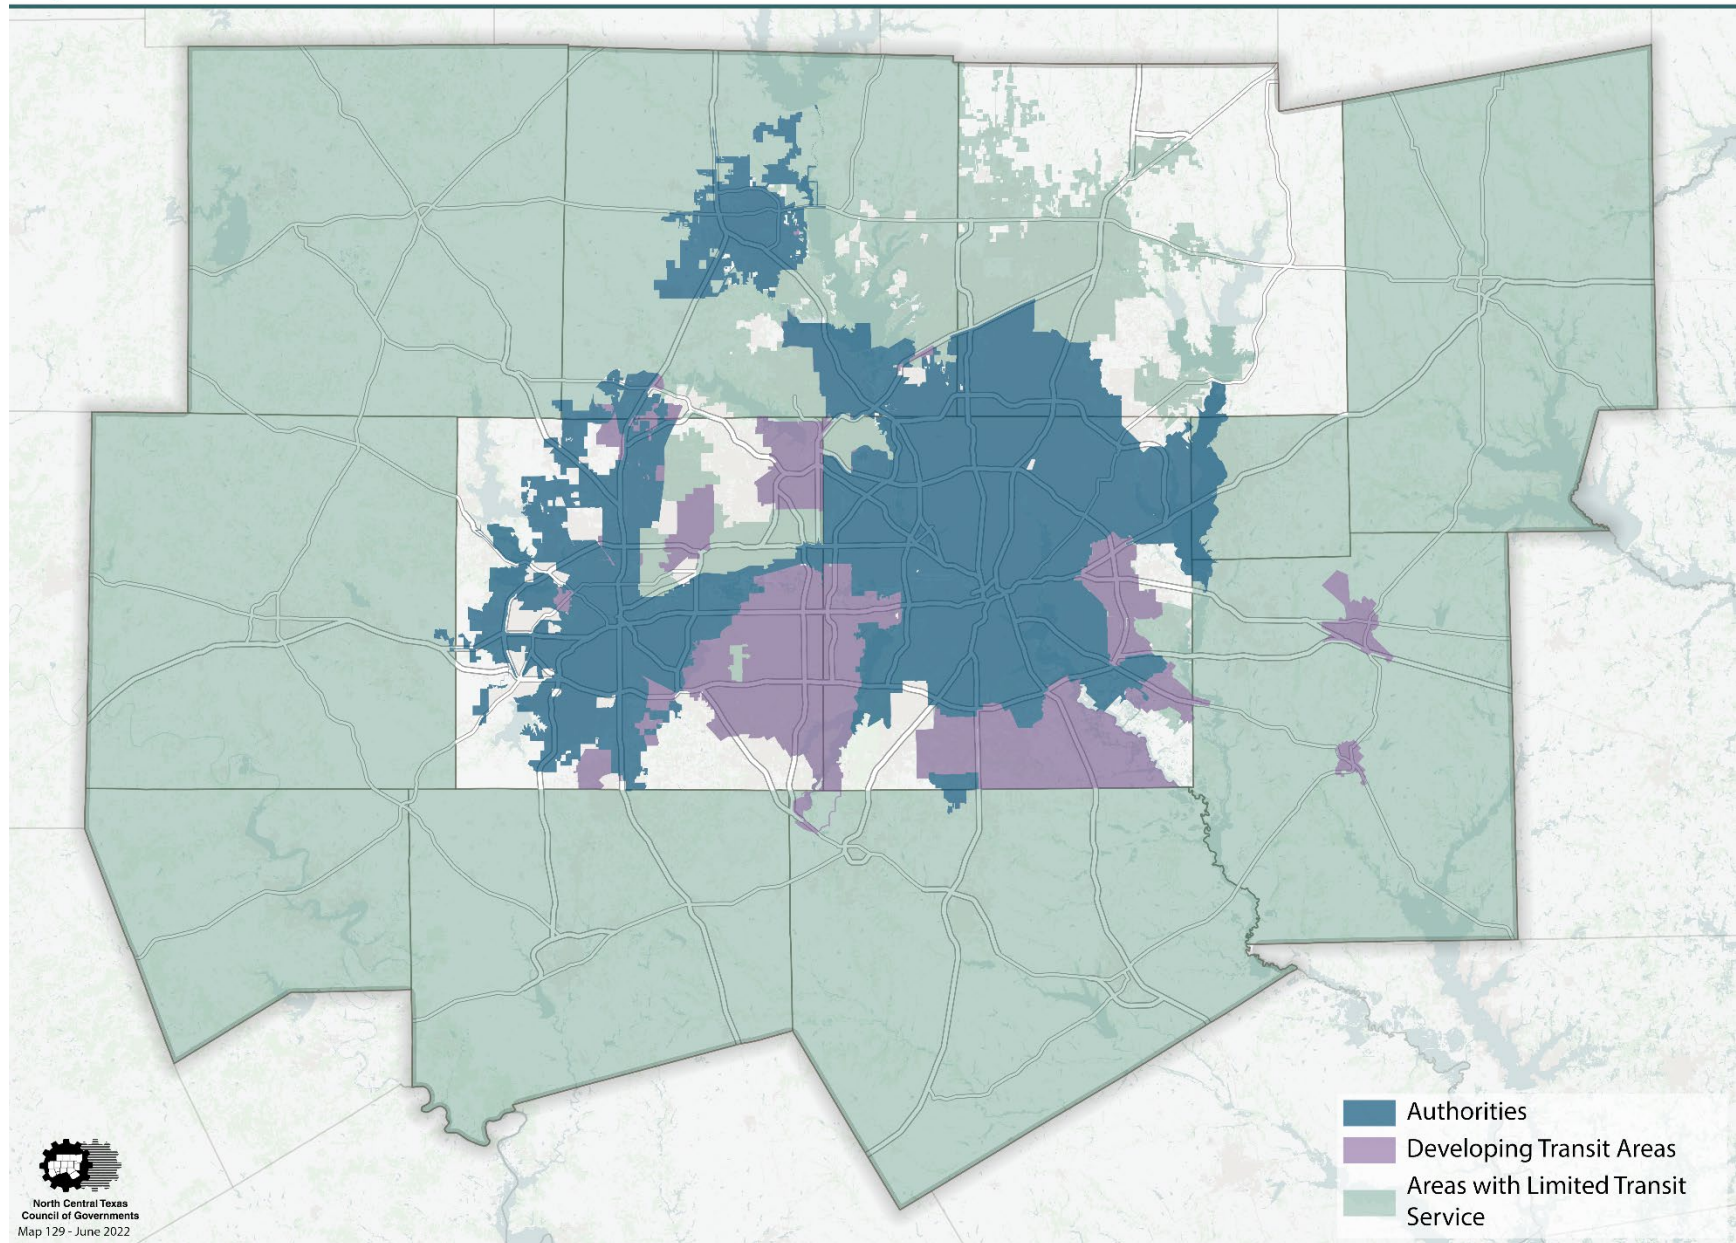 Authorities
Developing Transit Areas
Areas with Limited Transit
Service
North Central Texas
Council of Governments
Map 129 - June 2022